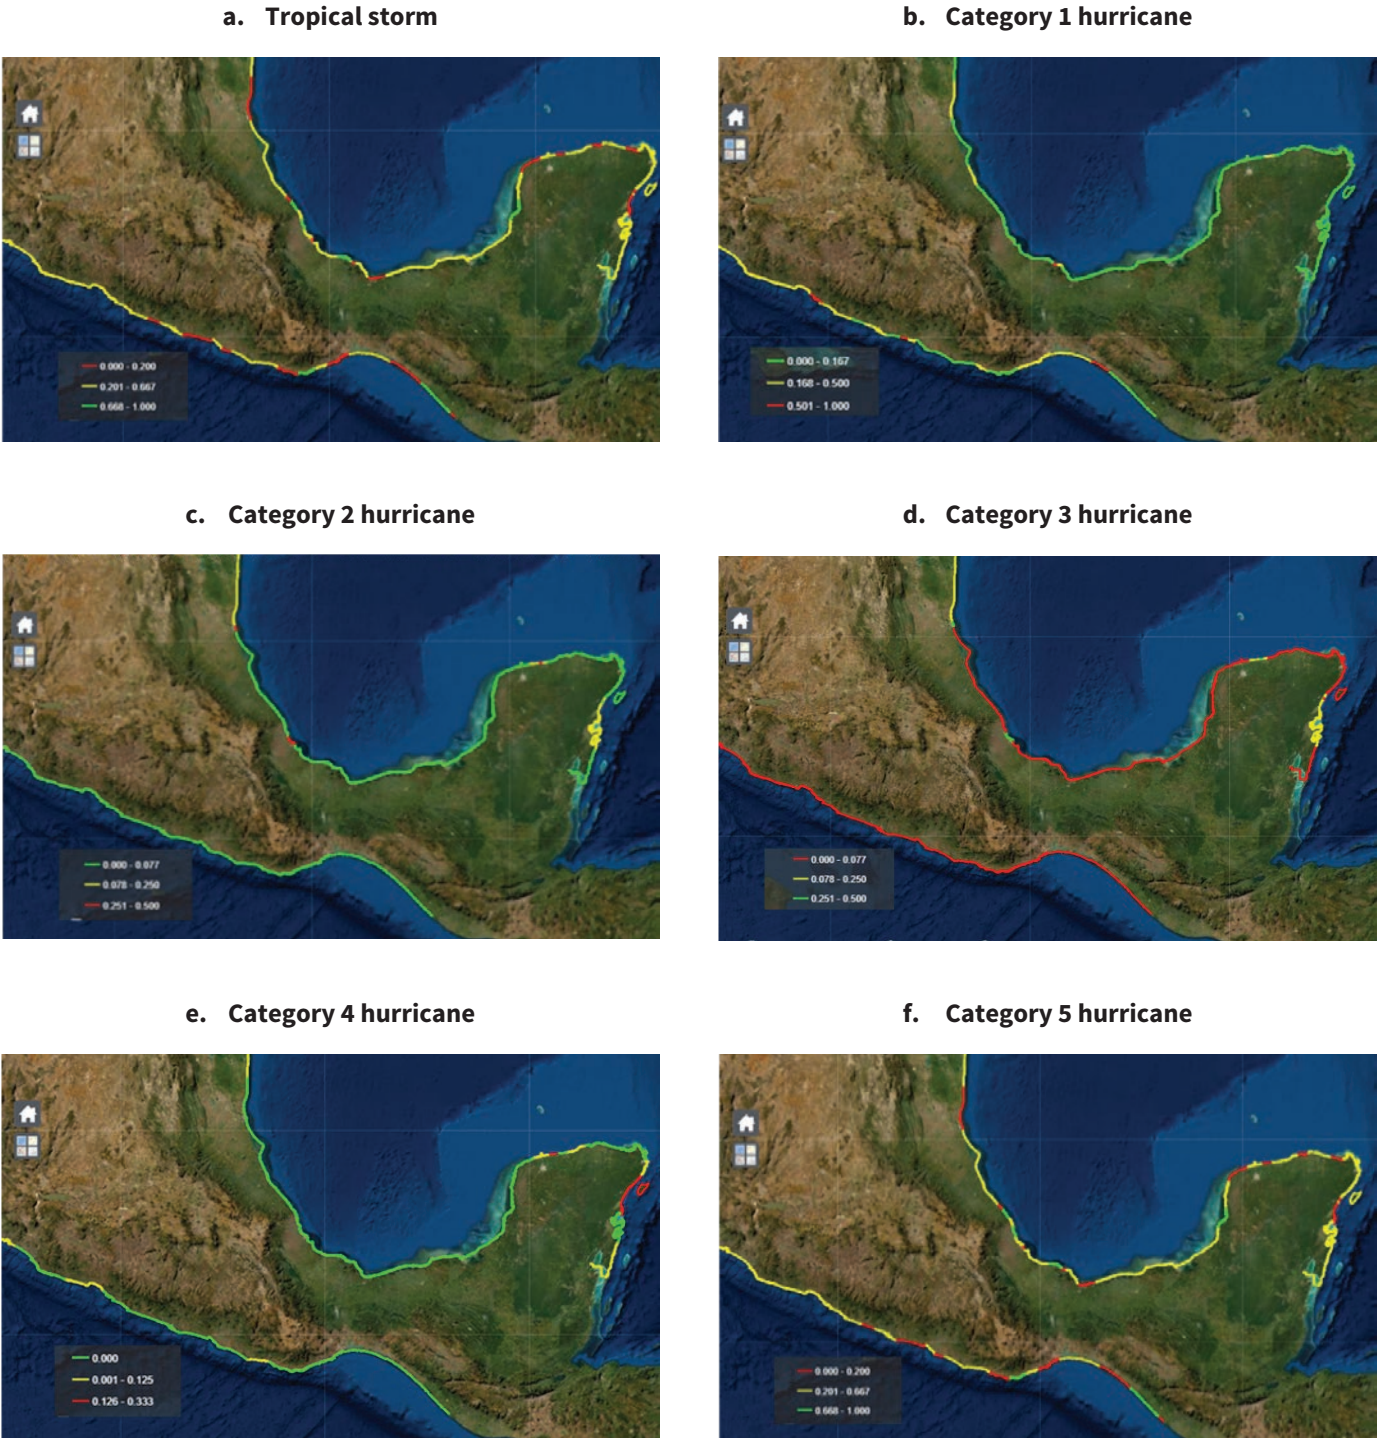 a. Tropical storm
b. Category 1 hurricane
0.000 - 0.200
0.201 - 0.667
0.668 - 1.000
0.000 - 0.167
0.168 - 0.500
0.501 - 1.000
c. Category 2 hurricane
d. Category 3 hurricane
0.000 - 0.077
0.078 - 0.250
0.251 - 0.500
0.000 - 0.077
0.078 - 0.250
0.251 - 0.500
e. Category 4 hurricane
f. Category 5 hurricane
0.000
0.001 - 0.125
0.126 - 0.333
0.000 - 0.200
0.201 - 0.667
0.668 - 1.000